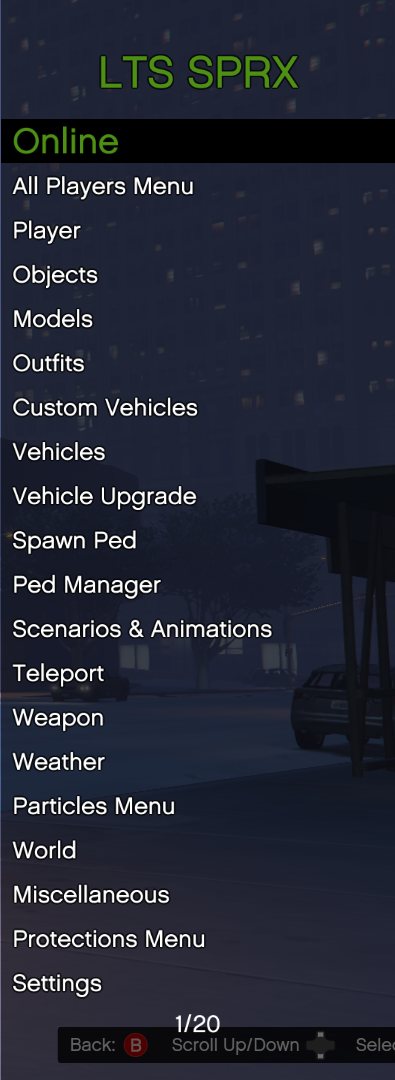 LTS SPRX
Online
All Players Menu
Player
Objects
Models
Outfits
Custom Vehicles
Vehicles
Vehicle Upgrade
Spawn Ped
Ped Manager
Scenarios & Animations
Teleport
Weapon
Weather
Particles Menu
World
Miscellaneous
Protections Menu
Settings
1/20
Back: B Scroll Up/Down Selec